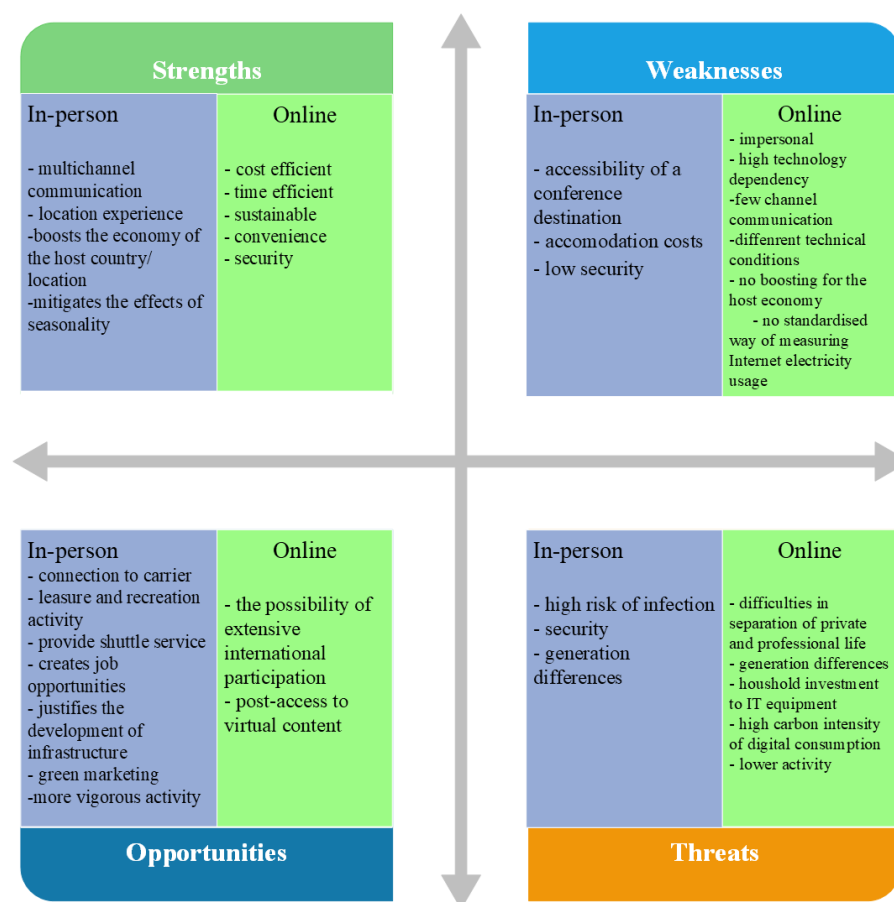 Strengths
In-person
- multichannel
communication
- location experience
-boosts the economy of
the host country/
location
-mitigates the effects of
seasonality
Online
- cost efficient
- time efficient
- sustainable
- convenience
- security
Weaknesses
In-person
- accessibility of a
conference
destination
- accomodation costs
- low security
Online
- impersonal
- high technology
dependency
-few channel
communication
-diffenrent technical
conditions
- no boosting for the
host economy
- no standardised
way of measuring
Internet electricity
usage
In-person
- connection to carrier
- leasure and recreation
activity
- provide shuttle service
- creates job
opportunities
- justifies the
development of
infrastructure
- green marketing
-more vigorous activity
Online
- the possibility of
extensive
international
participation
- post-access to
virtual content
Opportunities
In-person
- high risk of infection
- security
- generation
differences
Online
- difficulties in
separation of private
and professional life
- generation differences
- houshold investment
to IT equipment
- high carbon intensity
of digital consumption
- lower activity
Threats